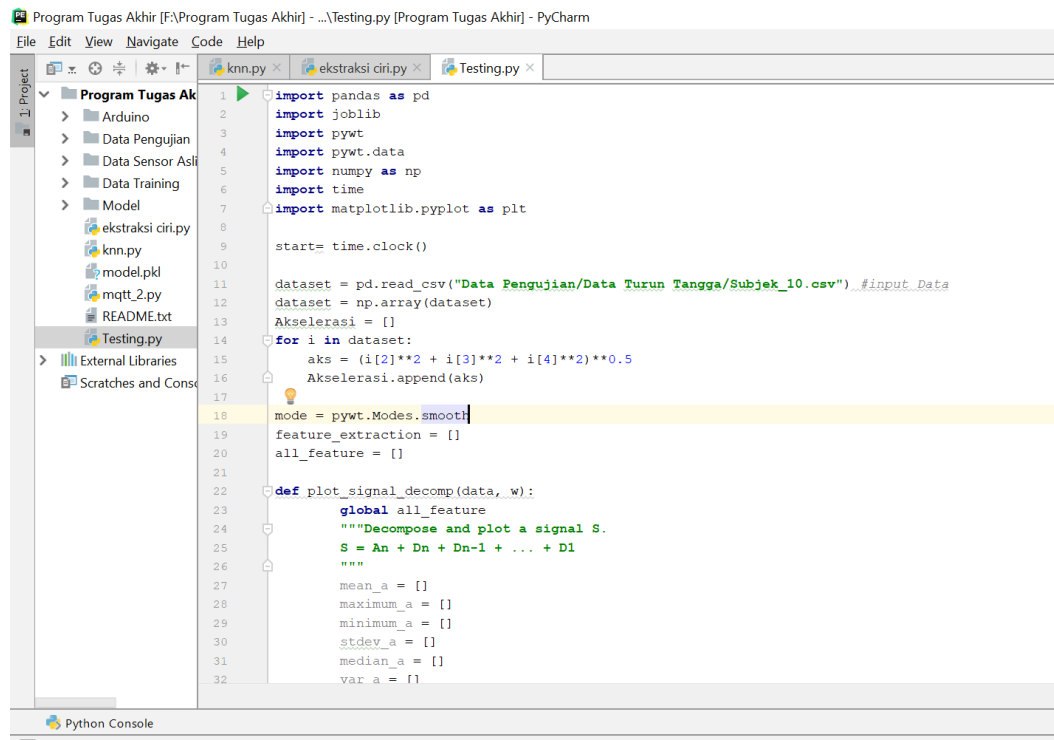 Program Tugas Akhir [F:\Program Tugas Akhir] - ...\Testing.py [Program Tugas Akhir] - PyCharm
File Edit View Navigate Code Help
knn.py × ekstraksi ciri.py × Testing.py ×
1: Project
Program Tugas Ak
Arduino
Data Pengujian
Data Sensor Asli
Data Training
Model
ekstraksi ciri.py
knn.py
model.pkl
mqtt_2.py
README.txt
Testing.py
External Libraries
Scratches and Conso
1 import pandas as pd
2 import joblib
3 import pywt
4 import pywt.data
5 import numpy as np
6 import time
7 import matplotlib.pyplot as plt
8
9 start= time.clock()
10
11 dataset = pd.read_csv("Data Pengujian/Data Turun Tangga/Subjek_10.csv") #input Data
12 dataset = np.array(dataset)
13 Akselerasi = []
14 for i in dataset:
15     aks = (i[2]**2 + i[3]**2 + i[4]**2)**0.5
16     Akselerasi.append(aks)
17
18 mode = pywt.Modes.smooth
19 feature_extraction = []
20 all_feature = []
21
22 def plot_signal_decomp(data, w):
23         global all_feature
24         """Decompose and plot a signal S.
25         S = An + Dn + Dn-1 + ... + D1
26         """
27         mean_a = []
28         maximum_a = []
29         minimum_a = []
30         stdev_a = []
31         median_a = []
32         var_a = []
Python Console